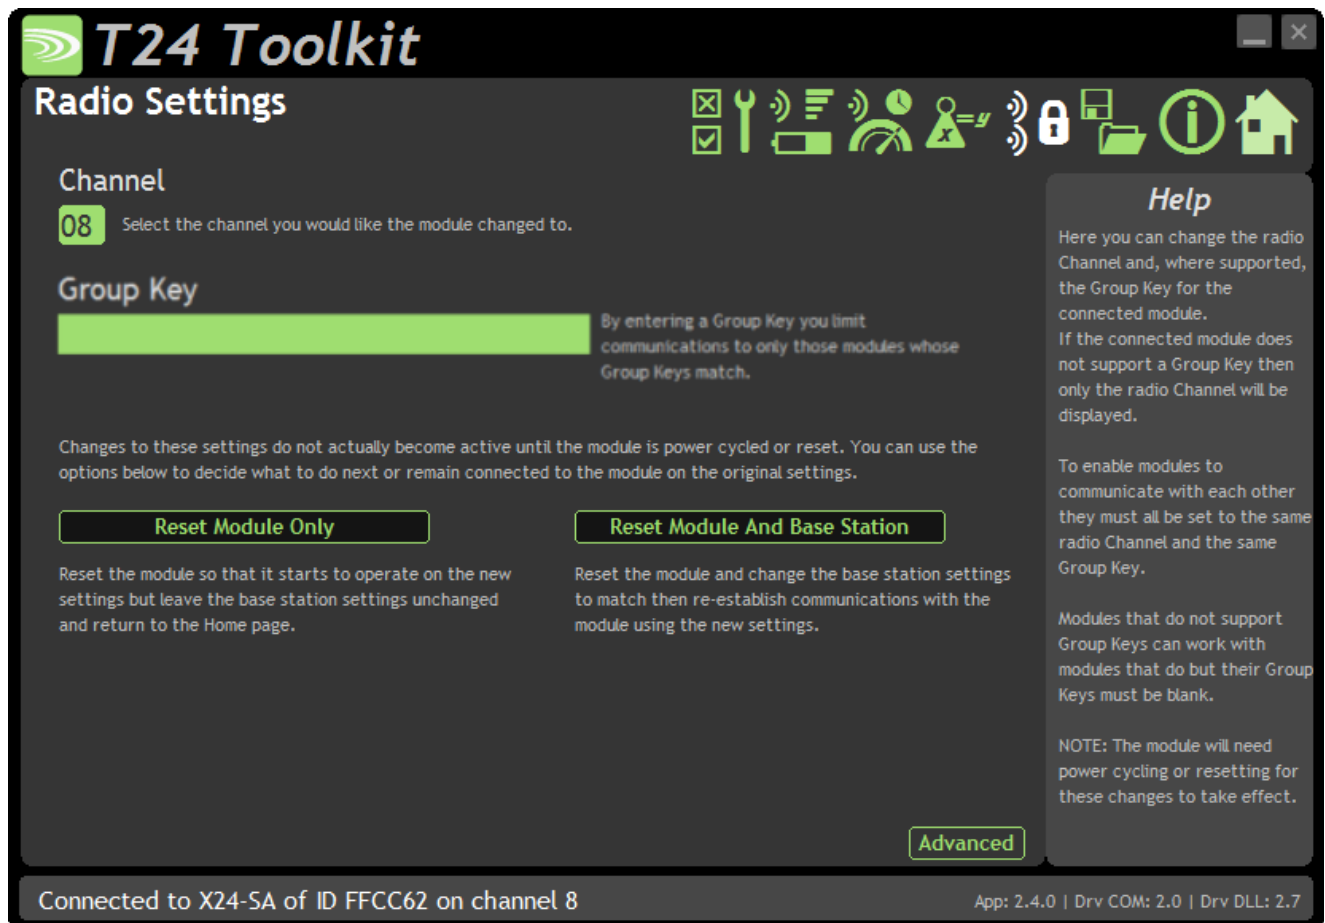 T24 Toolkit
Radio Settings
x
=y
Channel
08
Select the channel you would like the module changed to.
Group Key
By entering a Group Key you limit
communications to only those modules whose
Group Keys match.
Changes to these settings do not actually become active until the module is power cycled or reset. You can use the
options below to decide what to do next or remain connected to the module on the original settings.
Reset Module Only
Reset the module so that it starts to operate on the new
settings but leave the base station settings unchanged
and return to the Home page.
Reset Module And Base Station
Reset the module and change the base station settings
to match then re-establish communications with the
module using the new settings.
Advanced
Help
Here you can change the radio
Channel and, where supported,
the Group Key for the
connected module.
If the connected module does
not support a Group Key then
only the radio Channel will be
displayed.
To enable modules to
communicate with each other
they must all be set to the same
radio Channel and the same
Group Key.
Modules that do not support
Group Keys can work with
modules that do but their Group
Keys must be blank.
NOTE: The module will need
power cycling or resetting for
these changes to take effect.
Connected to X24-SA of ID FFCC62 on channel 8
App: 2.4.0 | Drv COM: 2.0 | Drv DLL: 2.7